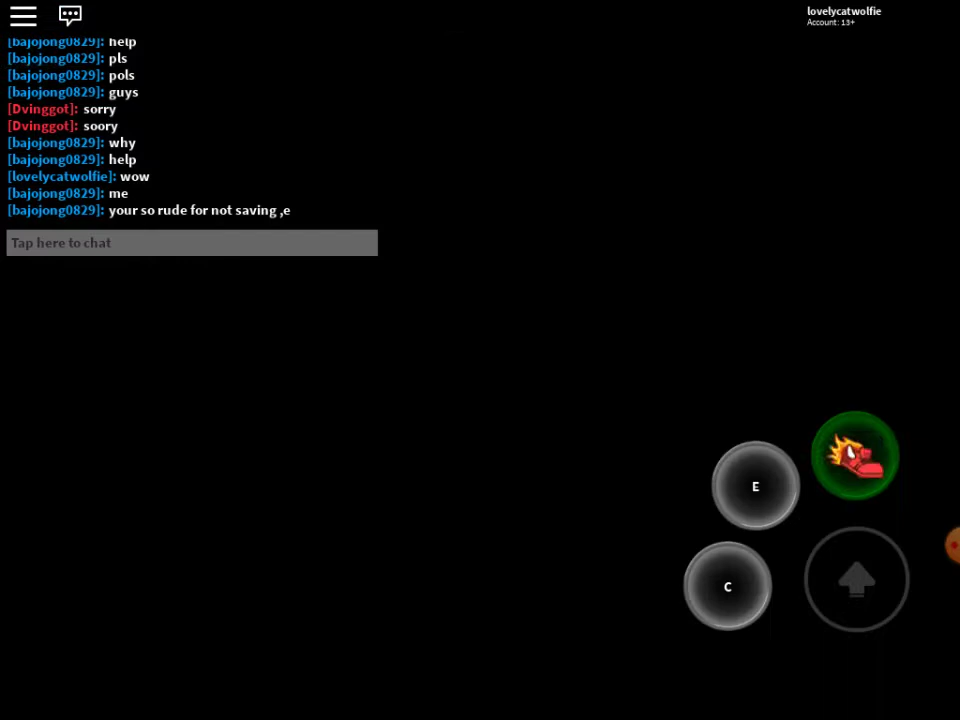 lovelycatwolfie
Account: 13+
[bajojong0829]: help
[bajojong0829]: pls
[bajojong0829]: pols
[bajojong0829]: guys
[Dvinggot]: sorry
[Dvinggot]: soory
[bajojong0829]: why
[bajojong0829]: help
[lovelycatwolfie]: wow
[bajojong0829]: me
[bajojong0829]: your so rude for not saving ,e
Tap here to chat
E
C